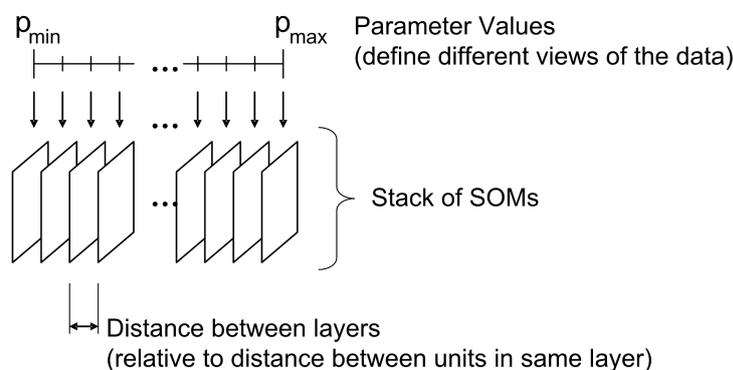 p_min p_max Parameter Values
(define different views of the data)
...
...
... Stack of SOMs
Distance between layers
(relative to distance between units in same layer)